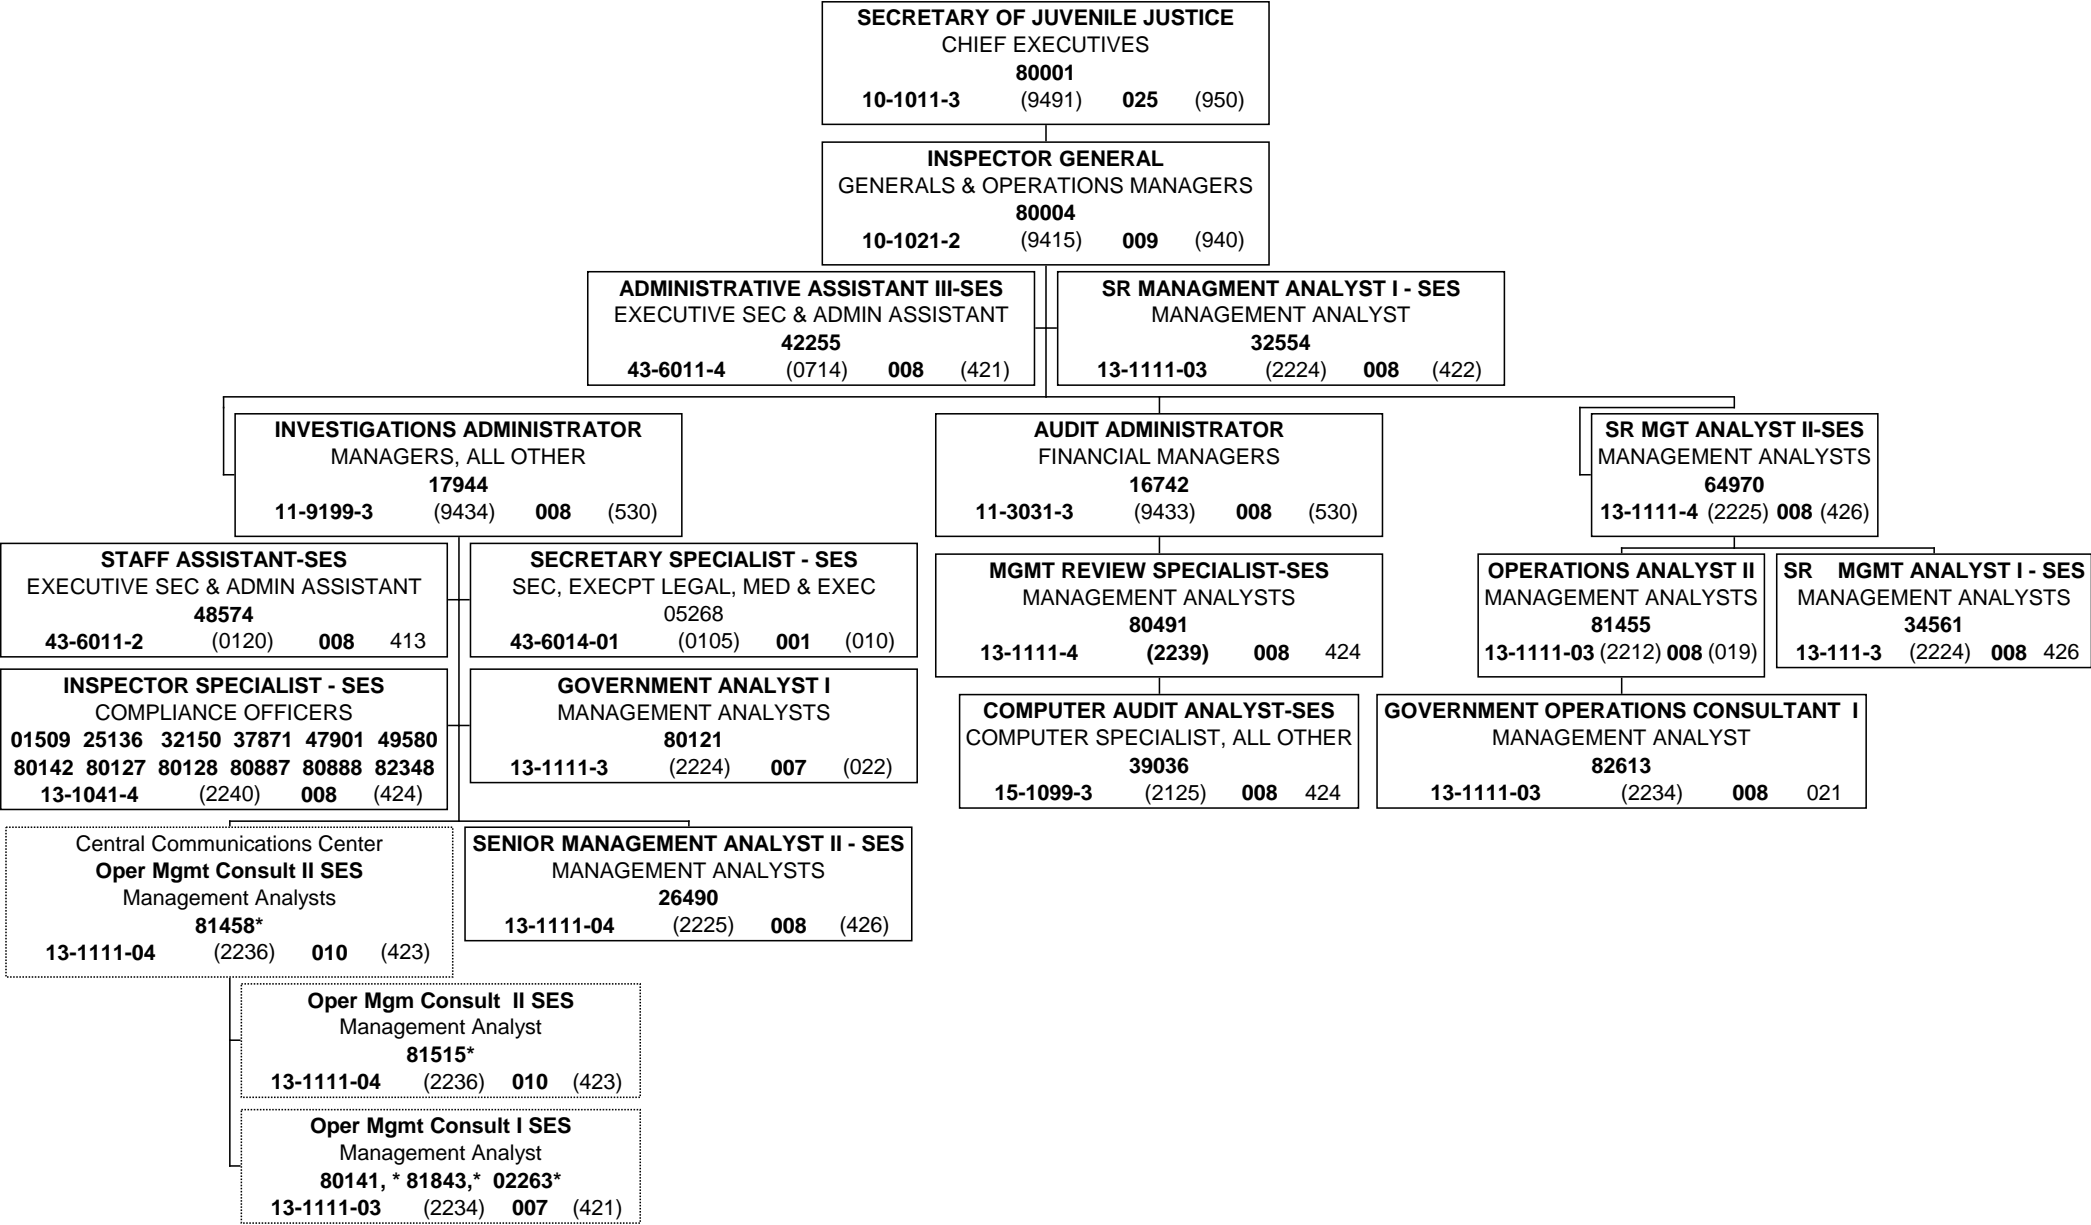 SECRETARY OF JUVENILE JUSTICE
CHIEF EXECUTIVES
80001
10-1011-3 (9491) 025 (950)
INSPECTOR GENERAL
GENERALS & OPERATIONS MANAGERS
80004
10-1021-2 (9415) 009 (940)
ADMINISTRATIVE ASSISTANT III-SES
EXECUTIVE SEC & ADMIN ASSISTANT
42255
43-6011-4 (0714) 008 (421)
SR MANAGMENT ANALYST I - SES
MANAGEMENT ANALYST
32554
13-1111-03 (2224) 008 (422)
INVESTIGATIONS ADMINISTRATOR
MANAGERS, ALL OTHER
17944
11-9199-3 (9434) 008 (530)
AUDIT ADMINISTRATOR
FINANCIAL MANAGERS
16742
11-3031-3 (9433) 008 (530)
SR MGT ANALYST II-SES
MANAGEMENT ANALYSTS
64970
13-1111-4 (2225) 008 (426)
STAFF ASSISTANT-SES
EXECUTIVE SEC & ADMIN ASSISTANT
48574
43-6011-2 (0120) 008 413
SECRETARY SPECIALIST - SES
SEC, EXECPT LEGAL, MED & EXEC
05268
43-6014-01 (0105) 001 (010)
MGMT REVIEW SPECIALIST-SES
MANAGEMENT ANALYSTS
80491
13-1111-4 (2239) 008 424
OPERATIONS ANALYST II
MANAGEMENT ANALYSTS
81455
13-1111-03 (2212) 008 (019)
SR MGMT ANALYST I - SES
MANAGEMENT ANALYSTS
34561
13-111-3 (2224) 008 426
INSPECTOR SPECIALIST - SES
COMPLIANCE OFFICERS
01509 25136 32150 37871 47901 49580
80142 80127 80128 80887 80888 82348
13-1041-4 (2240) 008 (424)
GOVERNMENT ANALYST I
MANAGEMENT ANALYSTS
80121
13-1111-3 (2224) 007 (022)
COMPUTER AUDIT ANALYST-SES
COMPUTER SPECIALIST, ALL OTHER
39036
15-1099-3 (2125) 008 424
GOVERNMENT OPERATIONS CONSULTANT I
MANAGEMENT ANALYST
82613
13-1111-03 (2234) 008 021
Central Communications Center
Oper Mgmt Consult II SES
Management Analysts
81458*
13-1111-04 (2236) 010 (423)
SENIOR MANAGEMENT ANALYST II - SES
MANAGEMENT ANALYSTS
26490
13-1111-04 (2225) 008 (426)
Oper Mgm Consult II SES
Management Analyst
81515*
13-1111-04 (2236) 010 (423)
Oper Mgmt Consult I SES
Management Analyst
80141, * 81843,* 02263*
13-1111-03 (2234) 007 (421)